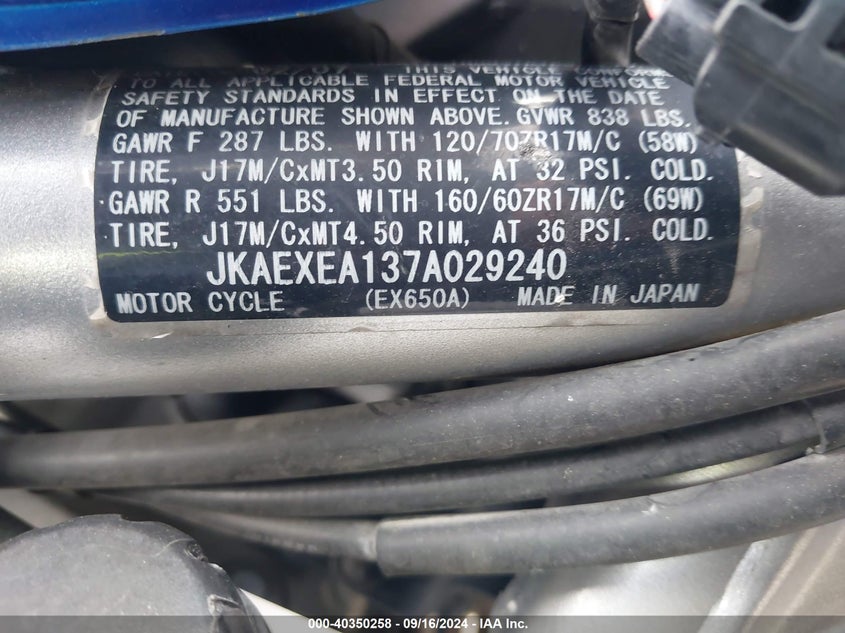 THIS VEHICLE CONFORMS
TO ALL APPLICABLE FEDERAL MOTOR VEHICLE
SAFETY STANDARDS IN EFFECT ON THE DATE
OF MANUFACTURE SHOWN ABOVE. GVWR 838 LBS.
GAWR F 287 LBS. WITH 120/70ZR17M/C (58W)
TIRE, J17M/CxMT3.50 RIM, AT 32 PSI. COLD.
GAWR R 551 LBS. WITH 160/60ZR17M/C (69W)
TIRE, J17M/CxMT4.50 RIM, AT 36 PSI. COLD.
JKAEXEA137A029240
MOTOR CYCLE (EX650A) MADE IN JAPAN
000-40350258 - 09/16/2024 - IAA Inc.